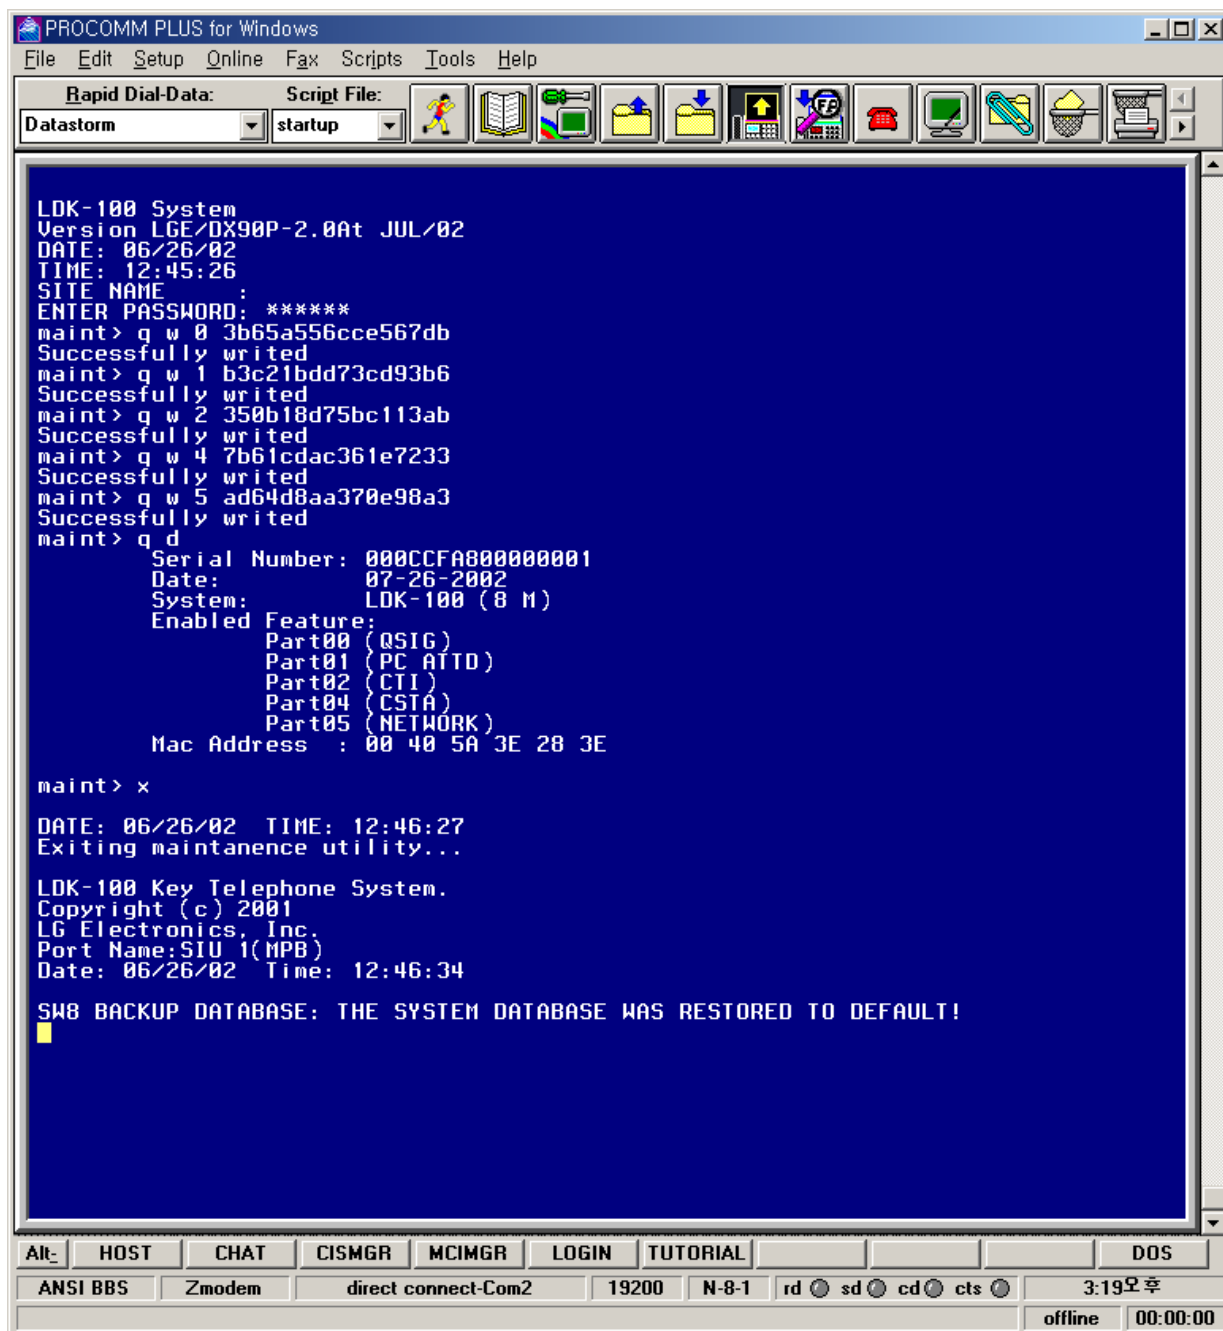 PROCOMM PLUS for Windows
File Edit Setup Online Fax Scripts Tools Help
Rapid Dial-Data: Script File:
Datastorm startup
LDK-100 System
Version LGE/DX90P-2.0At JUL/02
DATE: 06/26/02
TIME: 12:45:26
SITE NAME :
ENTER PASSWORD: ******
maint> q w 0 3b65a556cce567db
Successfully writed
maint> q w 1 b3c21bdd73cd93b6
Successfully writed
maint> q w 2 350b18d75bc113ab
Successfully writed
maint> q w 4 7b61cdac361e7233
Successfully writed
maint> q w 5 ad64d8aa370e98a3
Successfully writed
maint> q d
Serial Number: 000CCFA800000001
Date: 07-26-2002
System: LDK-100 (8 M)
Enabled Feature:
Part00 (QSIG)
Part01 (PC ATTD)
Part02 (CTI)
Part04 (CSTA)
Part05 (NETWORK)
Mac Address : 00 40 5A 3E 28 3E
maint> x
DATE: 06/26/02 TIME: 12:46:27
Exiting maintanence utility...
LDK-100 Key Telephone System.
Copyright (c) 2001
LG Electronics, Inc.
Port Name:SIU 1(MPB)
Date: 06/26/02 Time: 12:46:34
SW8 BACKUP DATABASE: THE SYSTEM DATABASE WAS RESTORED TO DEFAULT!
Alt- HOST CHAT CISMGR MCIMGR LOGIN TUTORIAL DOS
ANSI BBS Zmodem direct connect-Com2 19200 N-8-1 rd sd cd cts 3:19오후
offline 00:00:00